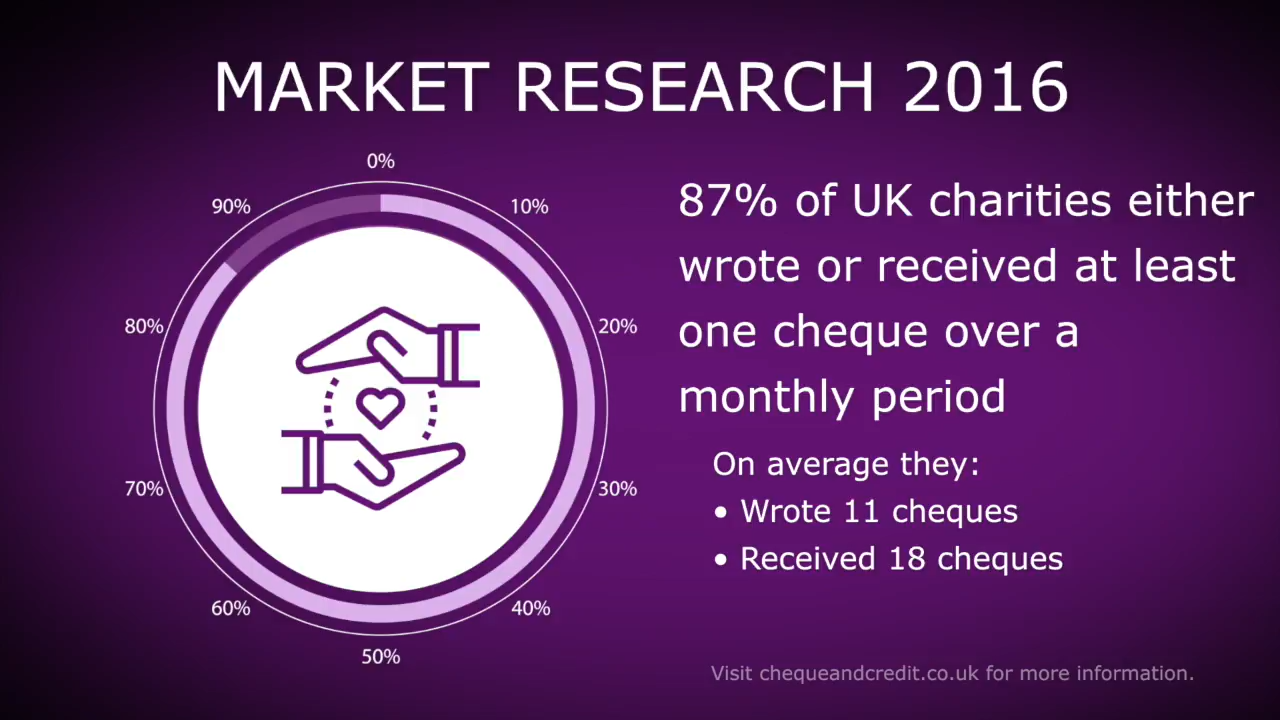 MARKET RESEARCH 2016
0%
10%
20%
30%
40%
50%
60%
70%
80%
90%
87% of UK charities either
wrote or received at least
one cheque over a
monthly period
On average they:
• Wrote 11 cheques
• Received 18 cheques
Visit chequeandcredit.co.uk for more information.